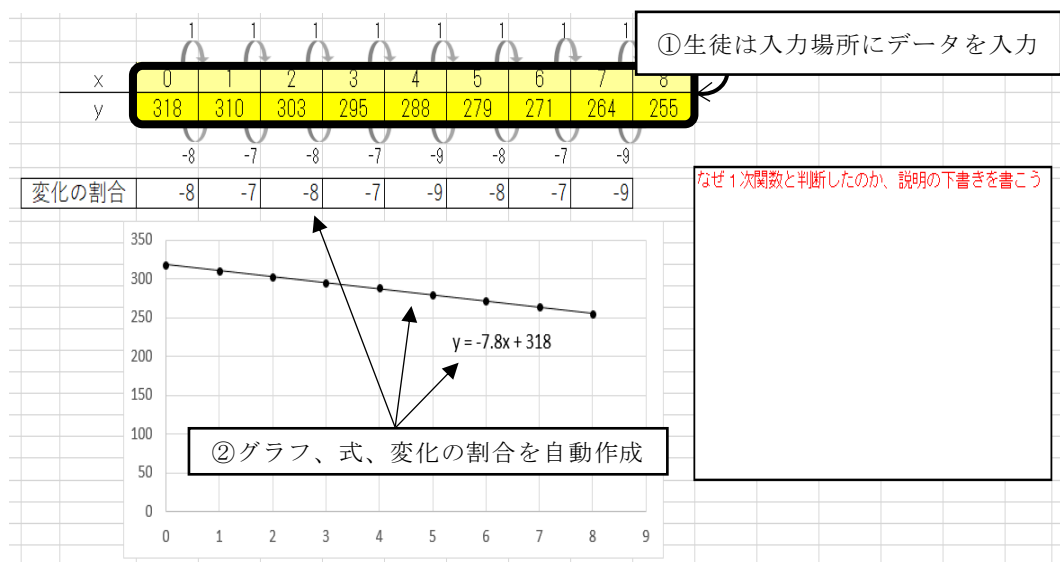 1 1 1 1 1 1 1 1
①生徒は入力場所にデータを入力
x 0 1 2 3 4 5 6 7 8
y 318 310 303 295 288 279 271 264 255
-8 -7 -8 -7 -9 -8 -7 -9
変化の割合 -8 -7 -8 -7 -9 -8 -7 -9
なぜ1次関数と判断したのか、説明の下書きを書こう
350
300
250
200
150
100
50
0
y = -7.8x + 318
②グラフ、式、変化の割合を自動作成
0 1 2 3 4 5 6 7 8 9